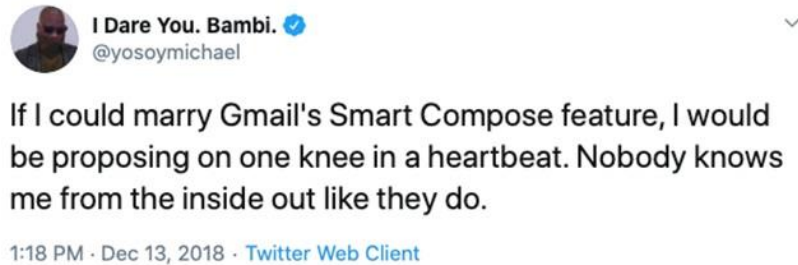 I Dare You. Bambi.
@yosoymichael
If I could marry Gmail's Smart Compose feature, I would
be proposing on one knee in a heartbeat. Nobody knows
me from the inside out like they do.
1:18 PM · Dec 13, 2018 · Twitter Web Client